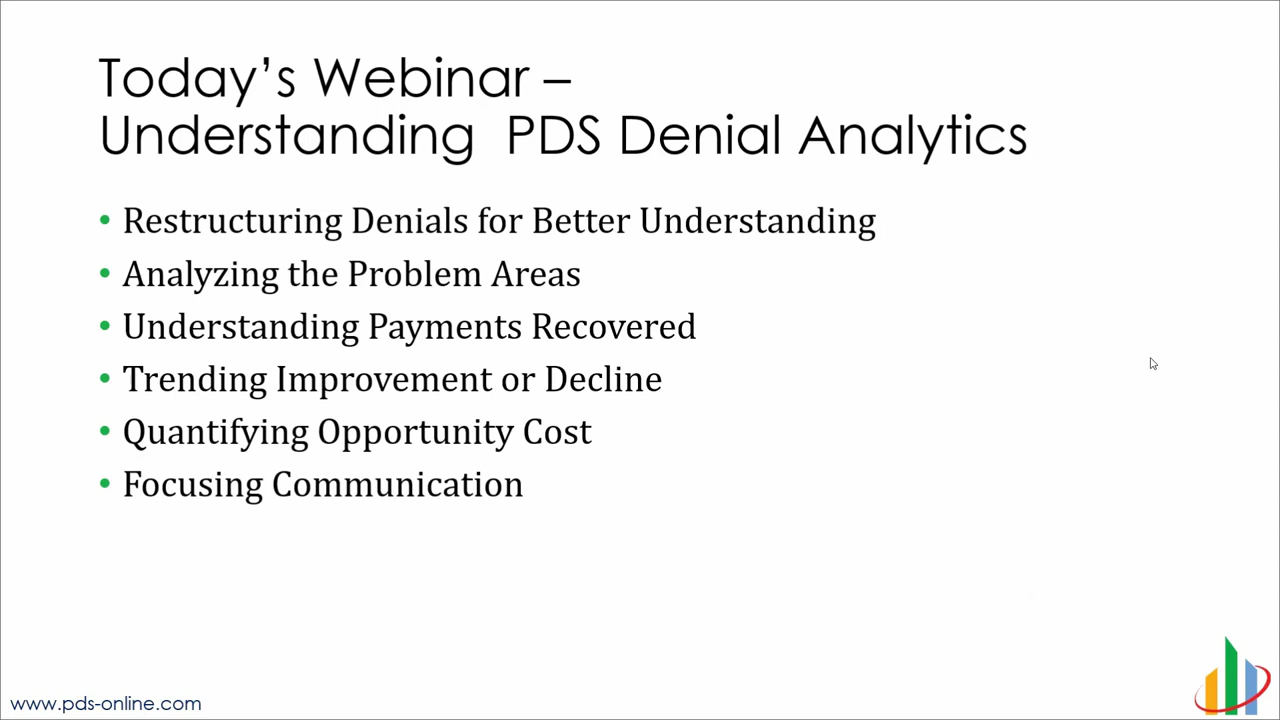 Today’s Webinar –
Understanding  PDS Denial Analytics
• Restructuring Denials for Better Understanding
• Analyzing the Problem Areas
• Understanding Payments Recovered
• Trending Improvement or Decline
• Quantifying Opportunity Cost
• Focusing Communication
www.pds-online.com